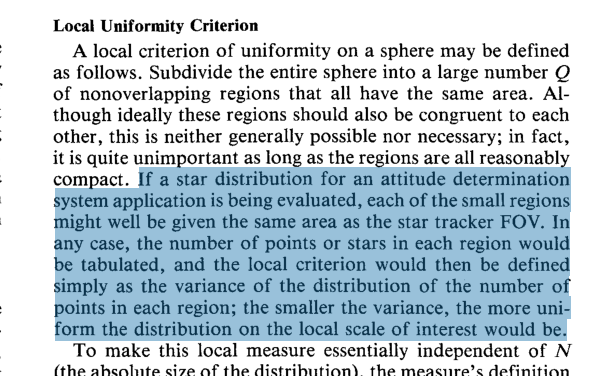 Local Uniformity Criterion
A local criterion of uniformity on a sphere may be defined
as follows. Subdivide the entire sphere into a large number Q
of nonoverlapping regions that all have the same area. Al-
though ideally these regions should also be congruent to each
other, this is neither generally possible nor necessary; in fact,
it is quite unimportant as long as the regions are all reasonably
compact. If a star distribution for an attitude determination
system application is being evaluated, each of the small regions
might well be given the same area as the star tracker FOV. In
any case, the number of points or stars in each region would
be tabulated, and the local criterion would then be defined
simply as the variance of the distribution of the number of
points in each region; the smaller the variance, the more uni-
form the distribution on the local scale of interest would be.
To make this local measure essentially independent of N
(the absolute size of the distribution), the measure's definition